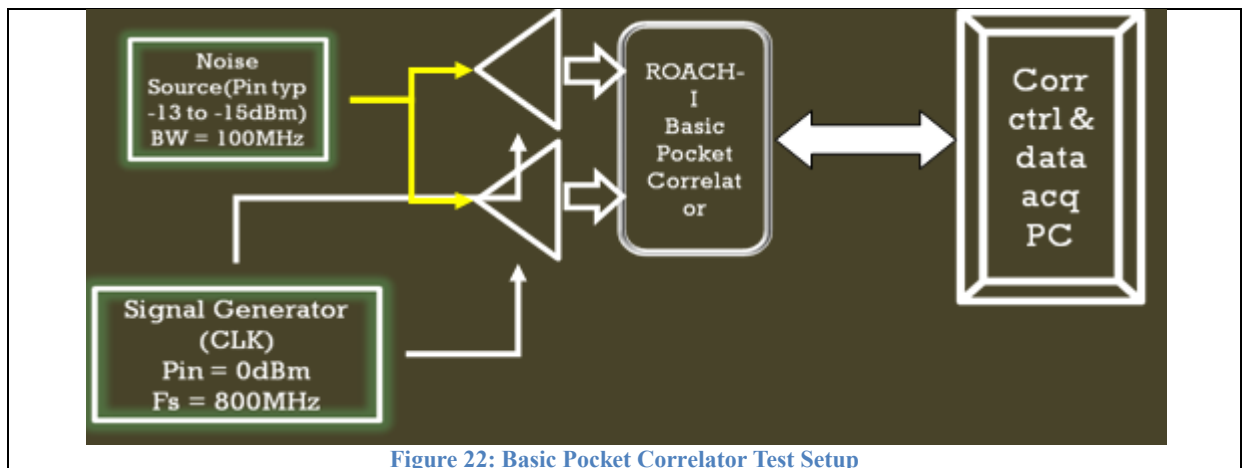 Noise
Source(Pin typ
-13 to -15dBm)
BW = 100MHz
ROACH-
I
Basic
Pocket
Correlat
or
Corr
ctrl &
data
acq
PC
Signal Generator
(CLK)
Pin = 0dBm
Fs = 800MHz
Figure 22: Basic Pocket Correlator Test Setup